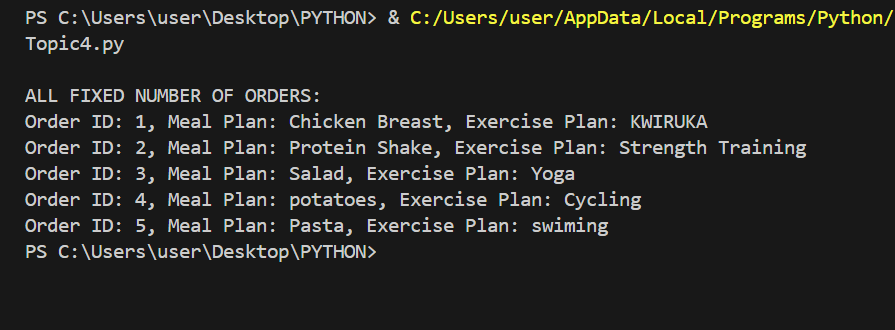 PS C:\Users\user\Desktop\PYTHON> & C:/Users/user/AppData/Local/Programs/Python/
Topic4.py
ALL FIXED NUMBER OF ORDERS:
Order ID: 1, Meal Plan: Chicken Breast, Exercise Plan: KWIRUKA
Order ID: 2, Meal Plan: Protein Shake, Exercise Plan: Strength Training
Order ID: 3, Meal Plan: Salad, Exercise Plan: Yoga
Order ID: 4, Meal Plan: potatoes, Exercise Plan: Cycling
Order ID: 5, Meal Plan: Pasta, Exercise Plan: swiming
PS C:\Users\user\Desktop\PYTHON>